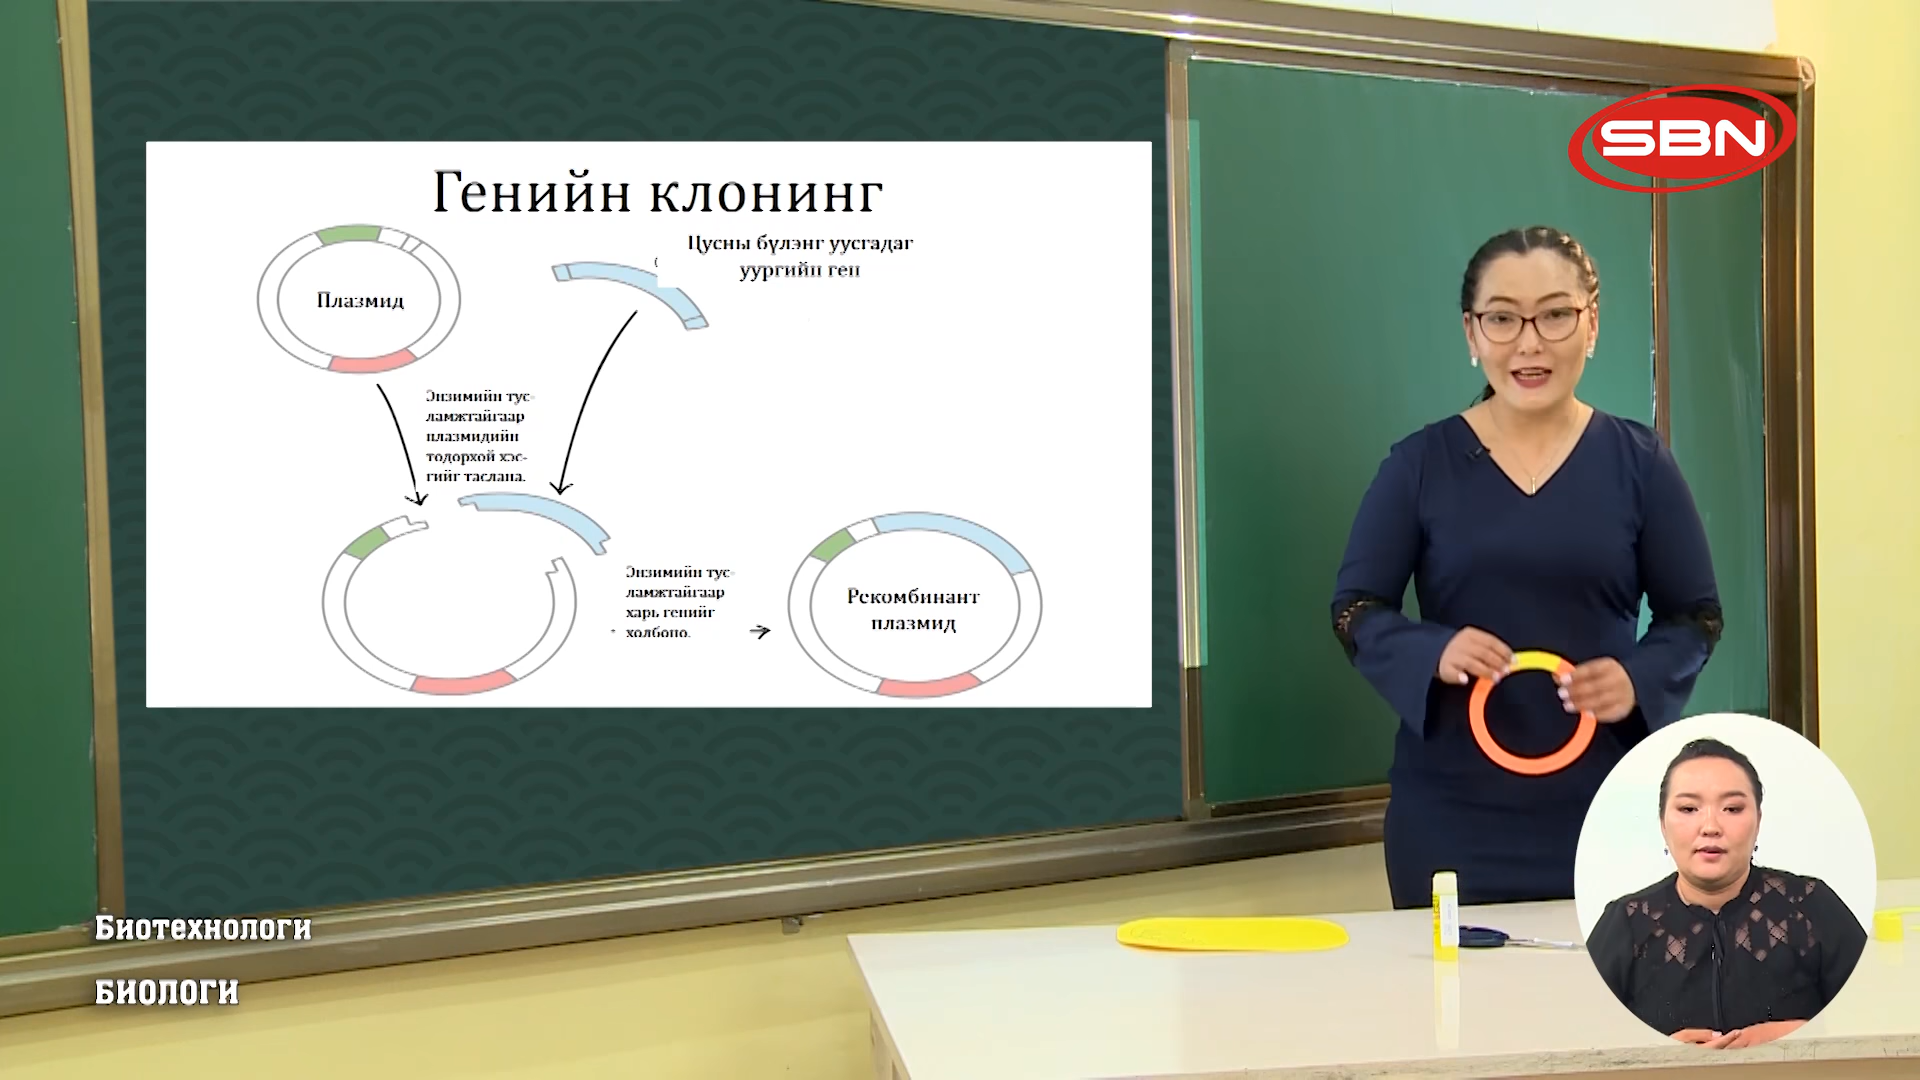 SBN
Генийн клонинг
Цусны бүлэнг уусгадаг
уургийн ген
Плазмид
Энзимийн тус-
ламжтайгаар
плазмидийн
тодорхой хэс-
гийг таслана.
Энзимийн тус-
ламжтайгаар
харь генийг
холбоно.
Рекомбинант
плазмид
Биотехнологи
БИОЛОГИ